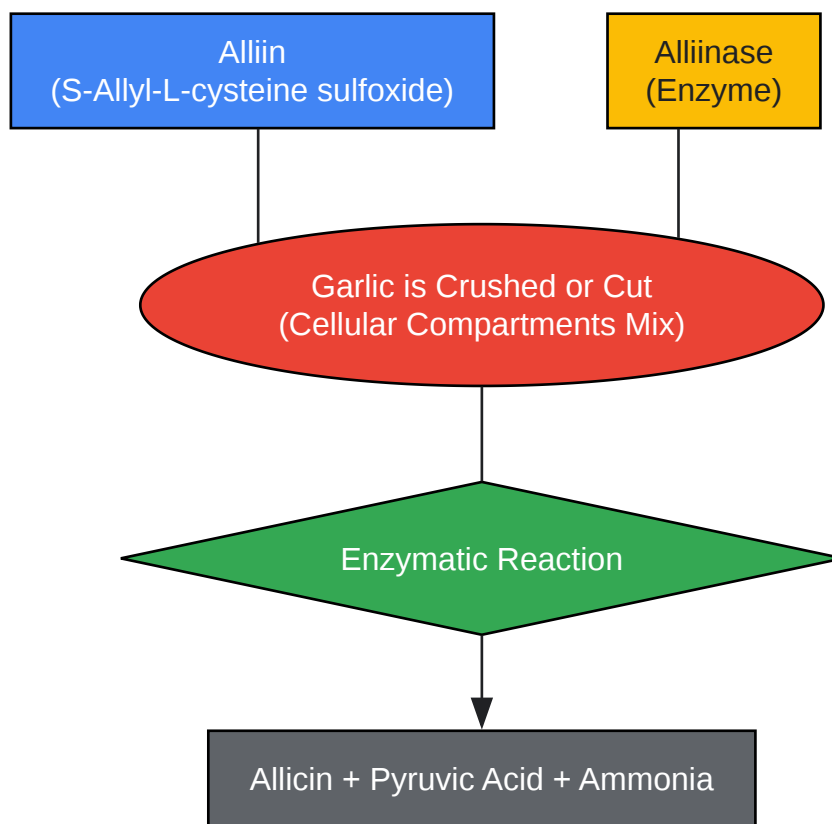 Alliin
(S-Allyl-L-cysteine sulfoxide)
Alliinase
(Enzyme)
Garlic is Crushed or Cut
(Cellular Compartments Mix)
Enzymatic Reaction
Allicin + Pyruvic Acid + Ammonia